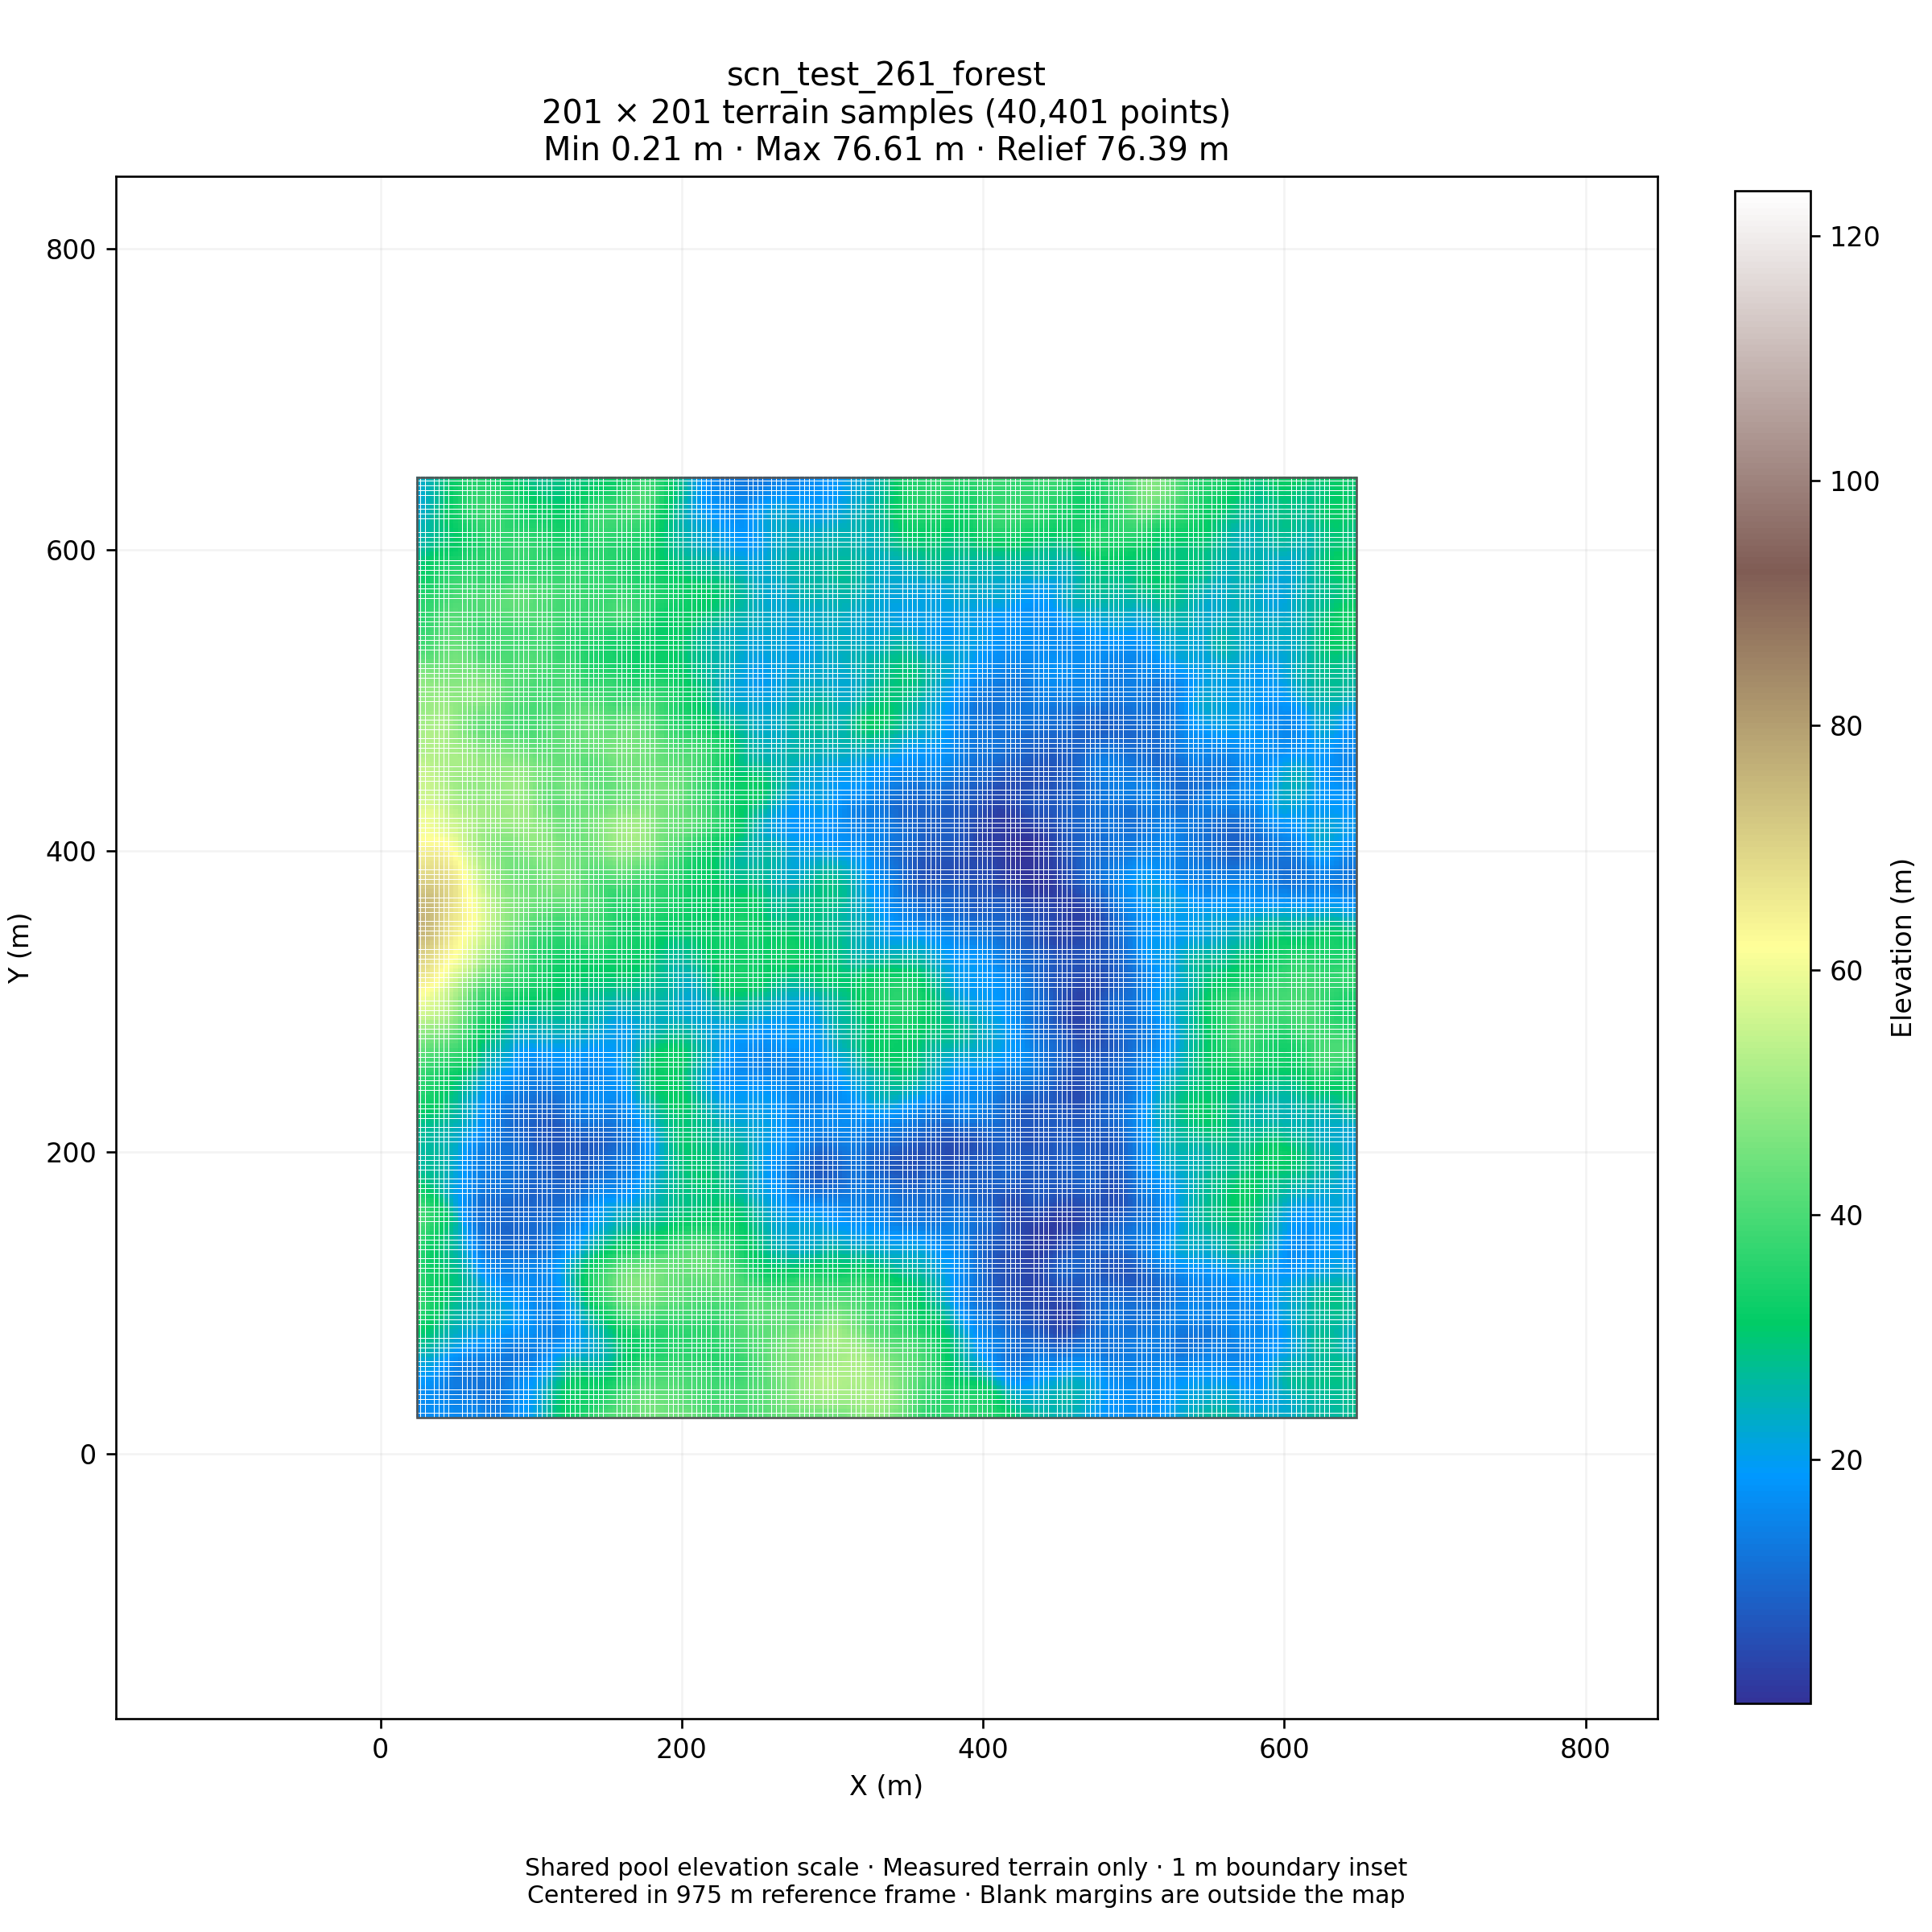 scn_test_261_forest
201 × 201 terrain samples (40,401 points)
Min 0.21 m · Max 76.61 m · Relief 76.39 m
800
600
400
200
0
Y (m)
0
200
400
600
800
X (m)
120
100
80
60
40
20
Elevation (m)
Shared pool elevation scale · Measured terrain only · 1 m boundary inset
Centered in 975 m reference frame · Blank margins are outside the map